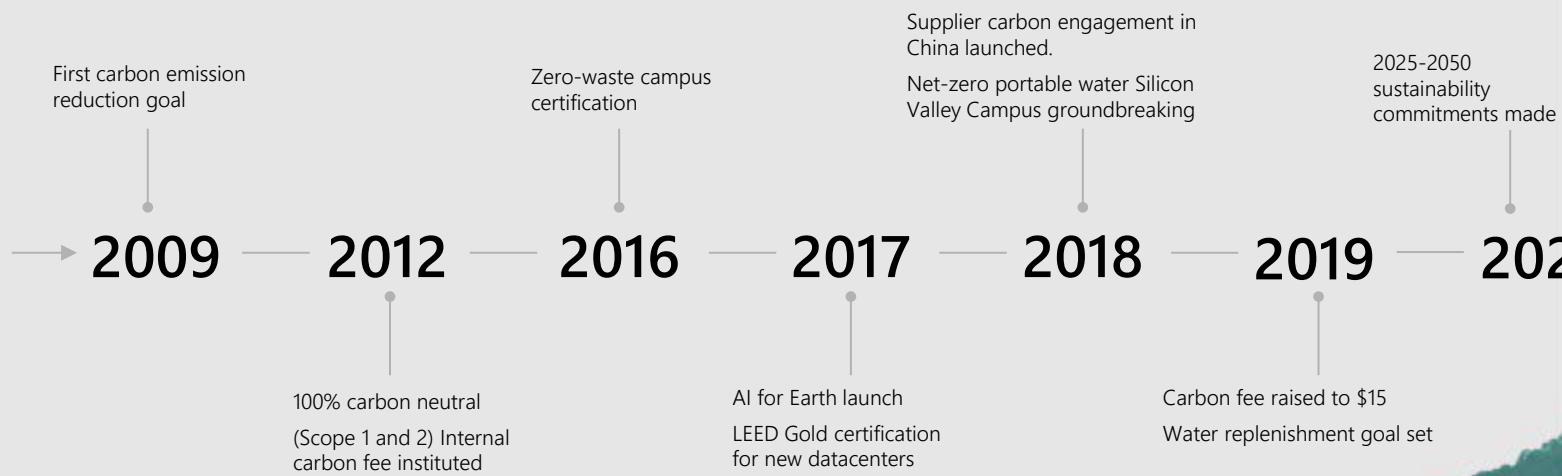 First carbon emission
reduction goal
Zero-waste campus
certification
Supplier carbon engagement in
China launched.
Net-zero portable water Silicon
Valley Campus groundbreaking
2025-2050
sustainability
commitments made
2009
2012
2016
2017
2018
2019
100% carbon neutral
(Scope 1 and 2) Internal
carbon fee instituted
AI for Earth launch
LEED Gold certification
for new datacenters
Carbon fee raised to $15
Water replenishment goal set